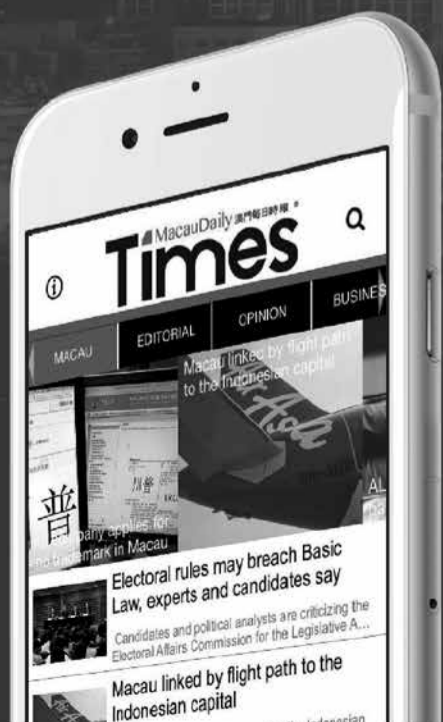 MacauDaily 澳門每日時報
Times
MACAU
EDITORIAL
OPINION
BUSINES
Macau linked by flight path
to the Indonesian capital
普
AirAsia
AL
pany applies for
trademark in Macau
Electoral rules may breach Basic
Law, experts and candidates say
Candidates and political analysts are criticizing the
Electoral Affairs Commission for the Legislative A...
Macau linked by flight path to the
Indonesian capital
Indonesian